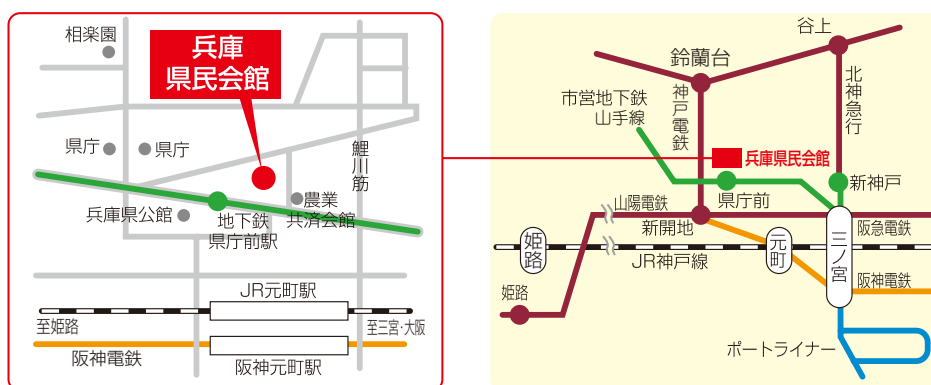 相楽園
兵庫
県民会館
県庁
県庁
鯉川筋
兵庫県公館
地下鉄
県庁前駅
農業
共済会館
JR元町駅
至姫路
至三宮・大阪
阪神電鉄
阪神元町駅
谷上
鈴蘭台
北神急行
神戸電鉄
市営地下鉄
山手線
兵庫県民会館
新神戸
県庁前
山陽電鉄
新開地
阪急電鉄
姫路
元町
三ノ宮
JR神戸線
阪神電鉄
姫路
ポートライナー